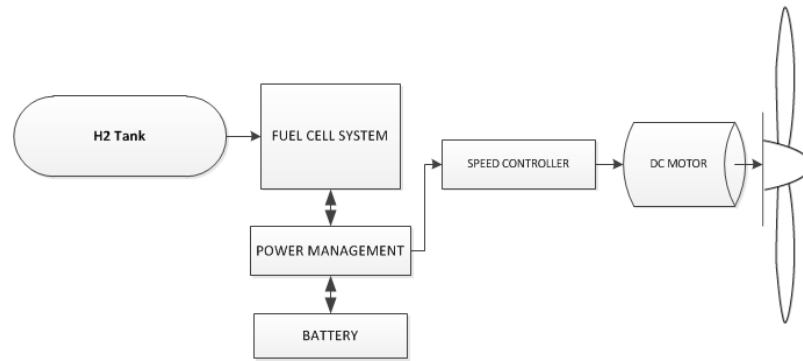 H2 Tank
FUEL CELL SYSTEM
SPEED CONTROLLER
DC MOTOR
POWER MANAGEMENT
BATTERY